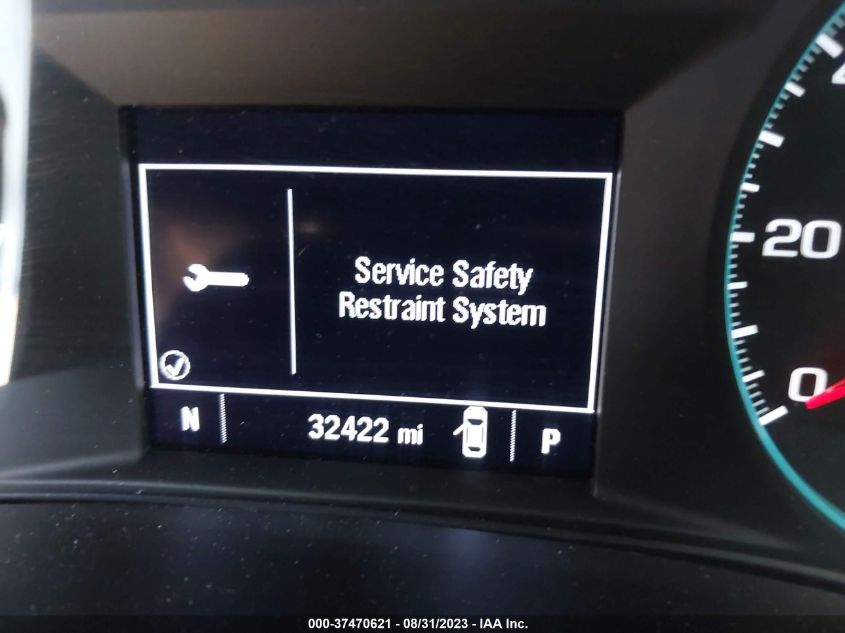 Service Safety
Restraint System
N 32422 mi P
20
0
000-37470621 - 08/31/2023 - IAA Inc.